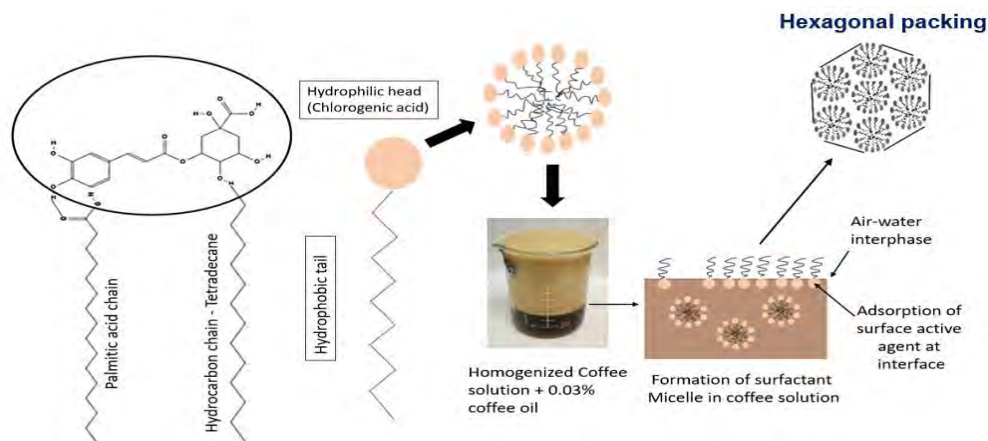 Hexagonal packing
Hydrophilic head
(Chlorogenic acid)
Palmitic acid chain
Hydrocarbon chain - Tetradecane
Hydrophobic tail
Air-water
interphase
Adsorption of
surface active
agent at
interface
Homogenized Coffee
solution + 0.03%
coffee oil
Formation of surfactant
Micelle in coffee solution